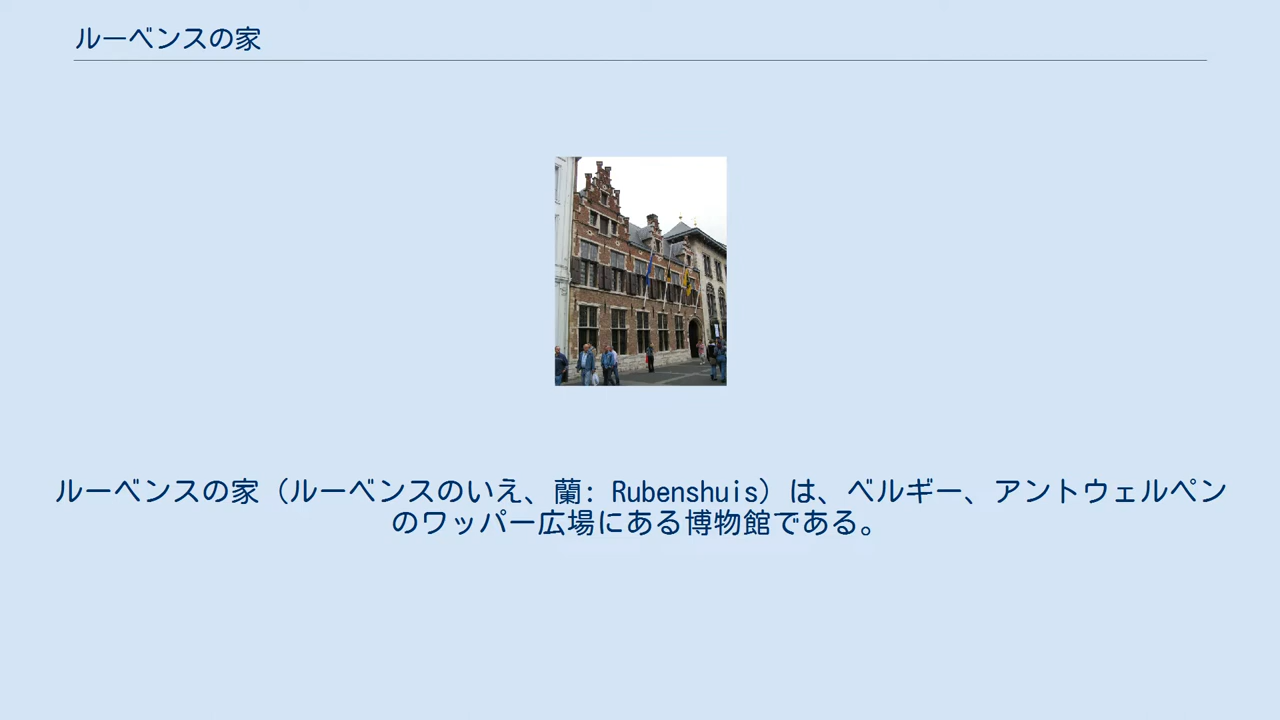 ルーベンスの家
ルーベンスの家（ルーベンスのいえ、蘭: Rubenshuis）は、ベルギー、アントウェルペン
のワッパー広場にある博物館である。